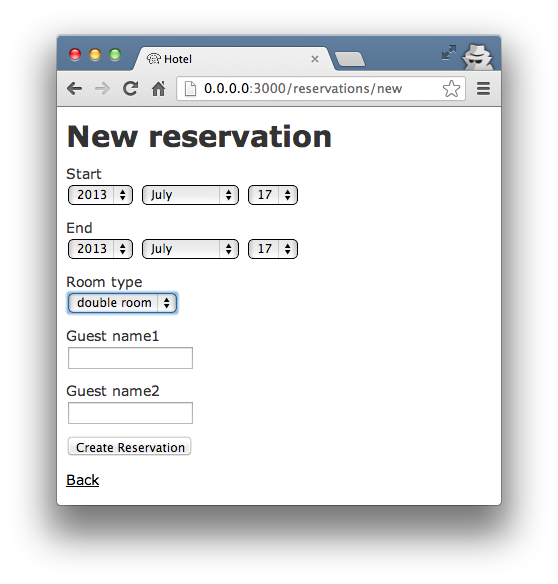 Hotel
0.0.0.0:3000/reservations/new
New reservation
Start
2013 July 17
End
2013 July 17
Room type
double room
Guest name1
Guest name2
Create Reservation
Back